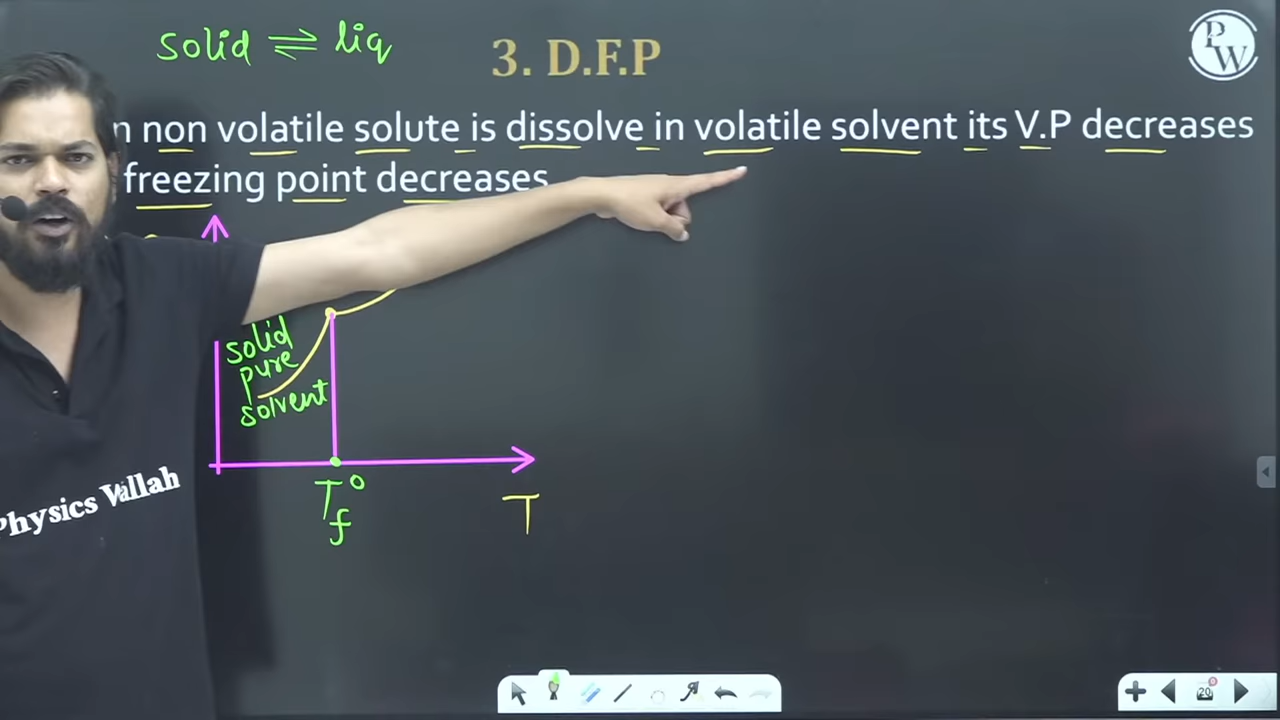 solid ⇌ liq
3. D.F.P
PW
non volatile solute is dissolve in volatile solvent its V.P decreases
freezing point decreases
solid
pure
solvent
T°f
T
Physics Wallah
20